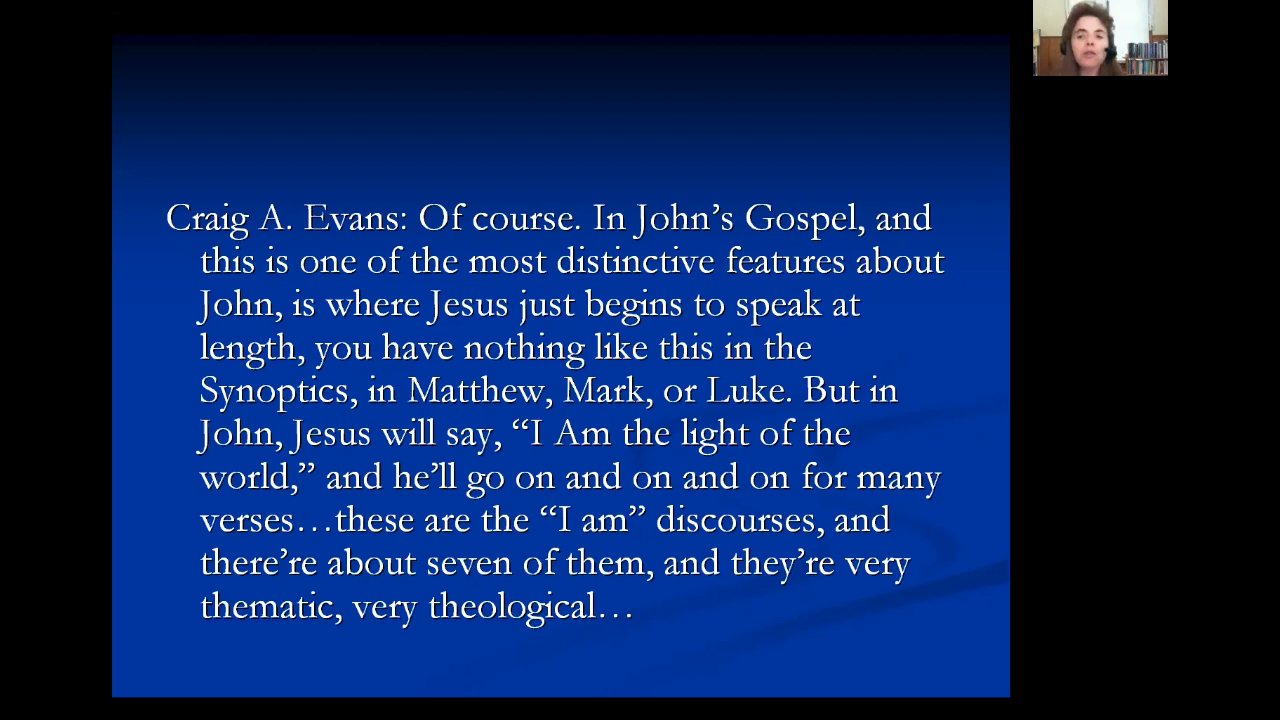 Craig A. Evans: Of course. In John’s Gospel, and
this is one of the most distinctive features about
John, is where Jesus just begins to speak at
length, you have nothing like this in the
Synoptics, in Matthew, Mark, or Luke. But in
John, Jesus will say, “I Am the light of the
world,” and he’ll go on and on and on for many
verses…these are the “I am” discourses, and
there’re about seven of them, and they’re very
thematic, very theological…